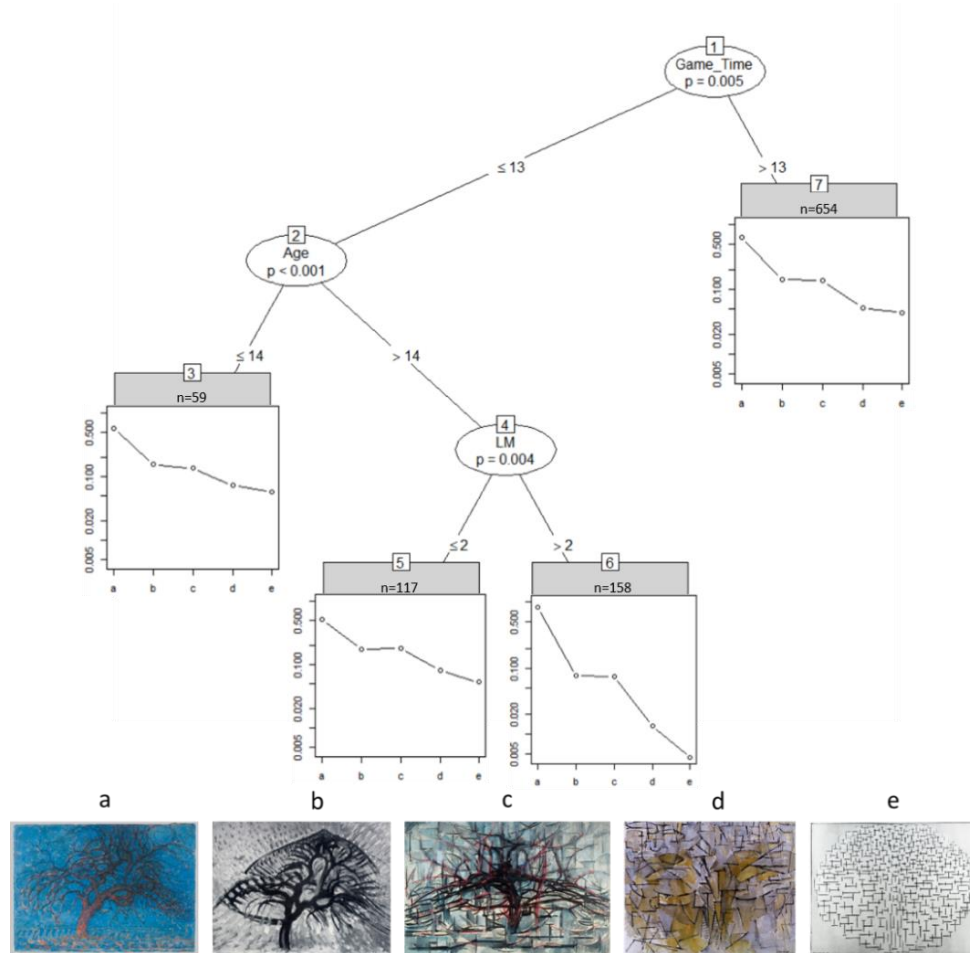 1
Game_Time
p = 0.005
≤ 13
> 13
7
n=654
0.500
0.100
0.020
0.005
a b c d e
2
Age
p < 0.001
≤ 14
> 14
3
n=59
0.500
0.100
0.020
0.005
a b c d e
4
LM
p = 0.004
≤ 2
> 2
5
n=117
0.500
0.100
0.020
0.005
a b c d e
6
n=158
0.500
0.100
0.020
0.005
a b c d e
a b c d e